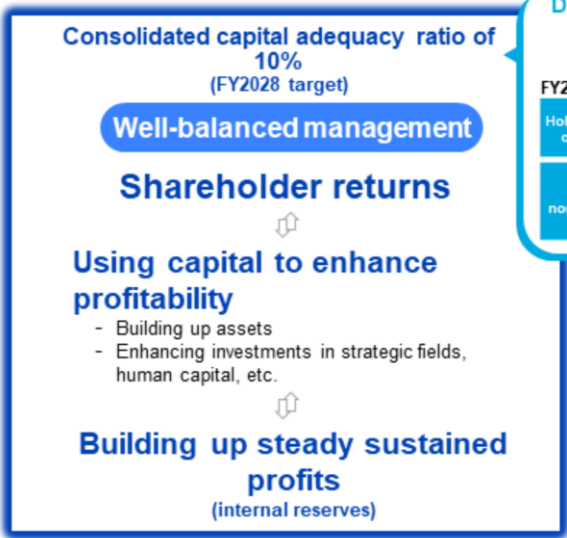 Consolidated capital adequacy ratio of
10%
(FY2028 target)
Well-balanced management
Shareholder returns
Using capital to enhance
profitability
- Building up assets
- Enhancing investments in strategic fields,
human capital, etc.
Building up steady sustained
profits
(internal reserves)